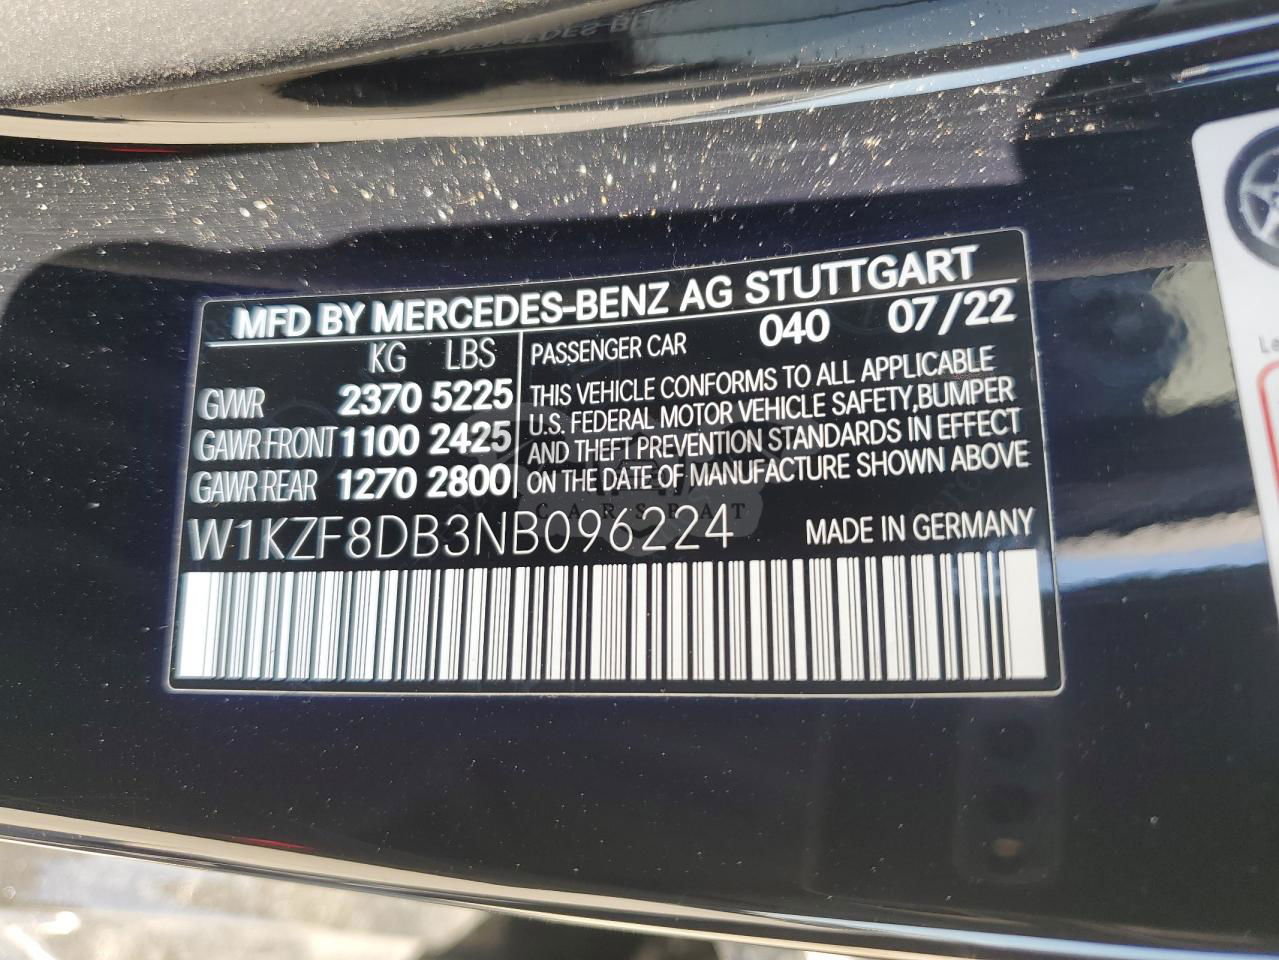 MFD BY MERCEDES-BENZ AG STUTTGART
KG LBS
GVWR 2370 5225
GAWR FRONT 1100 2425
GAWR REAR 1270 2800
PASSENGER CAR 040 07/22
THIS VEHICLE CONFORMS TO ALL APPLICABLE
U.S. FEDERAL MOTOR VEHICLE SAFETY,BUMPER
AND THEFT PREVENTION STANDARDS IN EFFECT
ON THE DATE OF MANUFACTURE SHOWN ABOVE
CARSRAT
W1KZF8DB3NB096224 MADE IN GERMANY